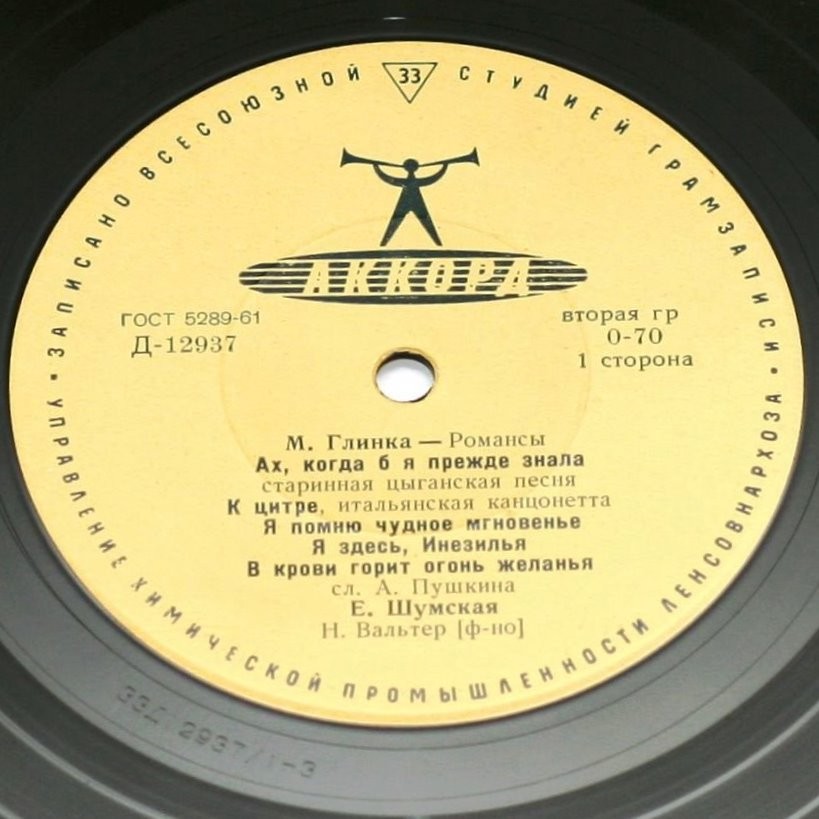 ЗАПИСАНО ВСЕСОЮЗНОЙ
33
СТУДИЕЙ ГРАМЗАПИСИ •
АККОРД
ГОСТ 5289-61
Д-12937
вторая гр
0-70
1 сторона
М. Глинка — Романсы
Ах, когда б я прежде знала
старинная цыганская песня
К цитре, итальянская канцонетта
Я помню чудное мгновенье
Я здесь, Инезилья
В крови горит огонь желанья
сл. А. Пушкина
Е. Шумская
Н. Вальтер [ф-но]
УПРАВЛЕНИЕ ХИМИЧЕСКОЙ ПРОМЫШЛЕННОСТИ ЛЕНСОВНАРХОЗА •
33Д 12937/1-3